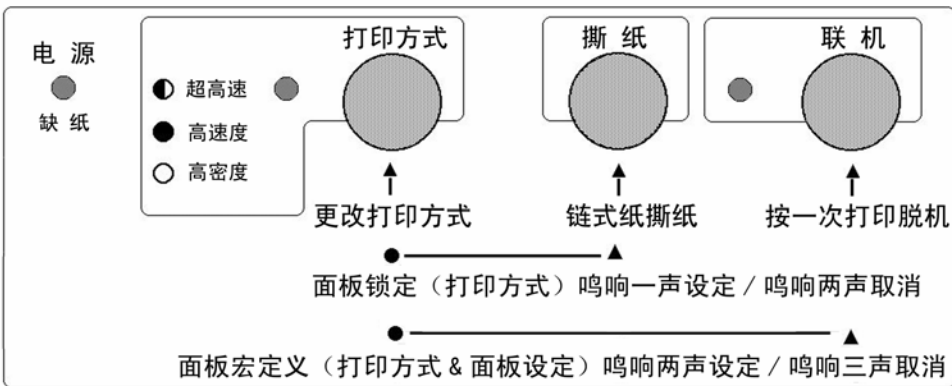 电 源
缺 纸
打印方式
超高速
高速度
高密度
撕 纸
联 机
更改打印方式
链式纸撕纸
按一次打印脱机
面板锁定（打印方式）鸣响一声设定 / 鸣响两声取消
面板宏定义（打印方式 & 面板设定）鸣响两声设定 / 鸣响三声取消